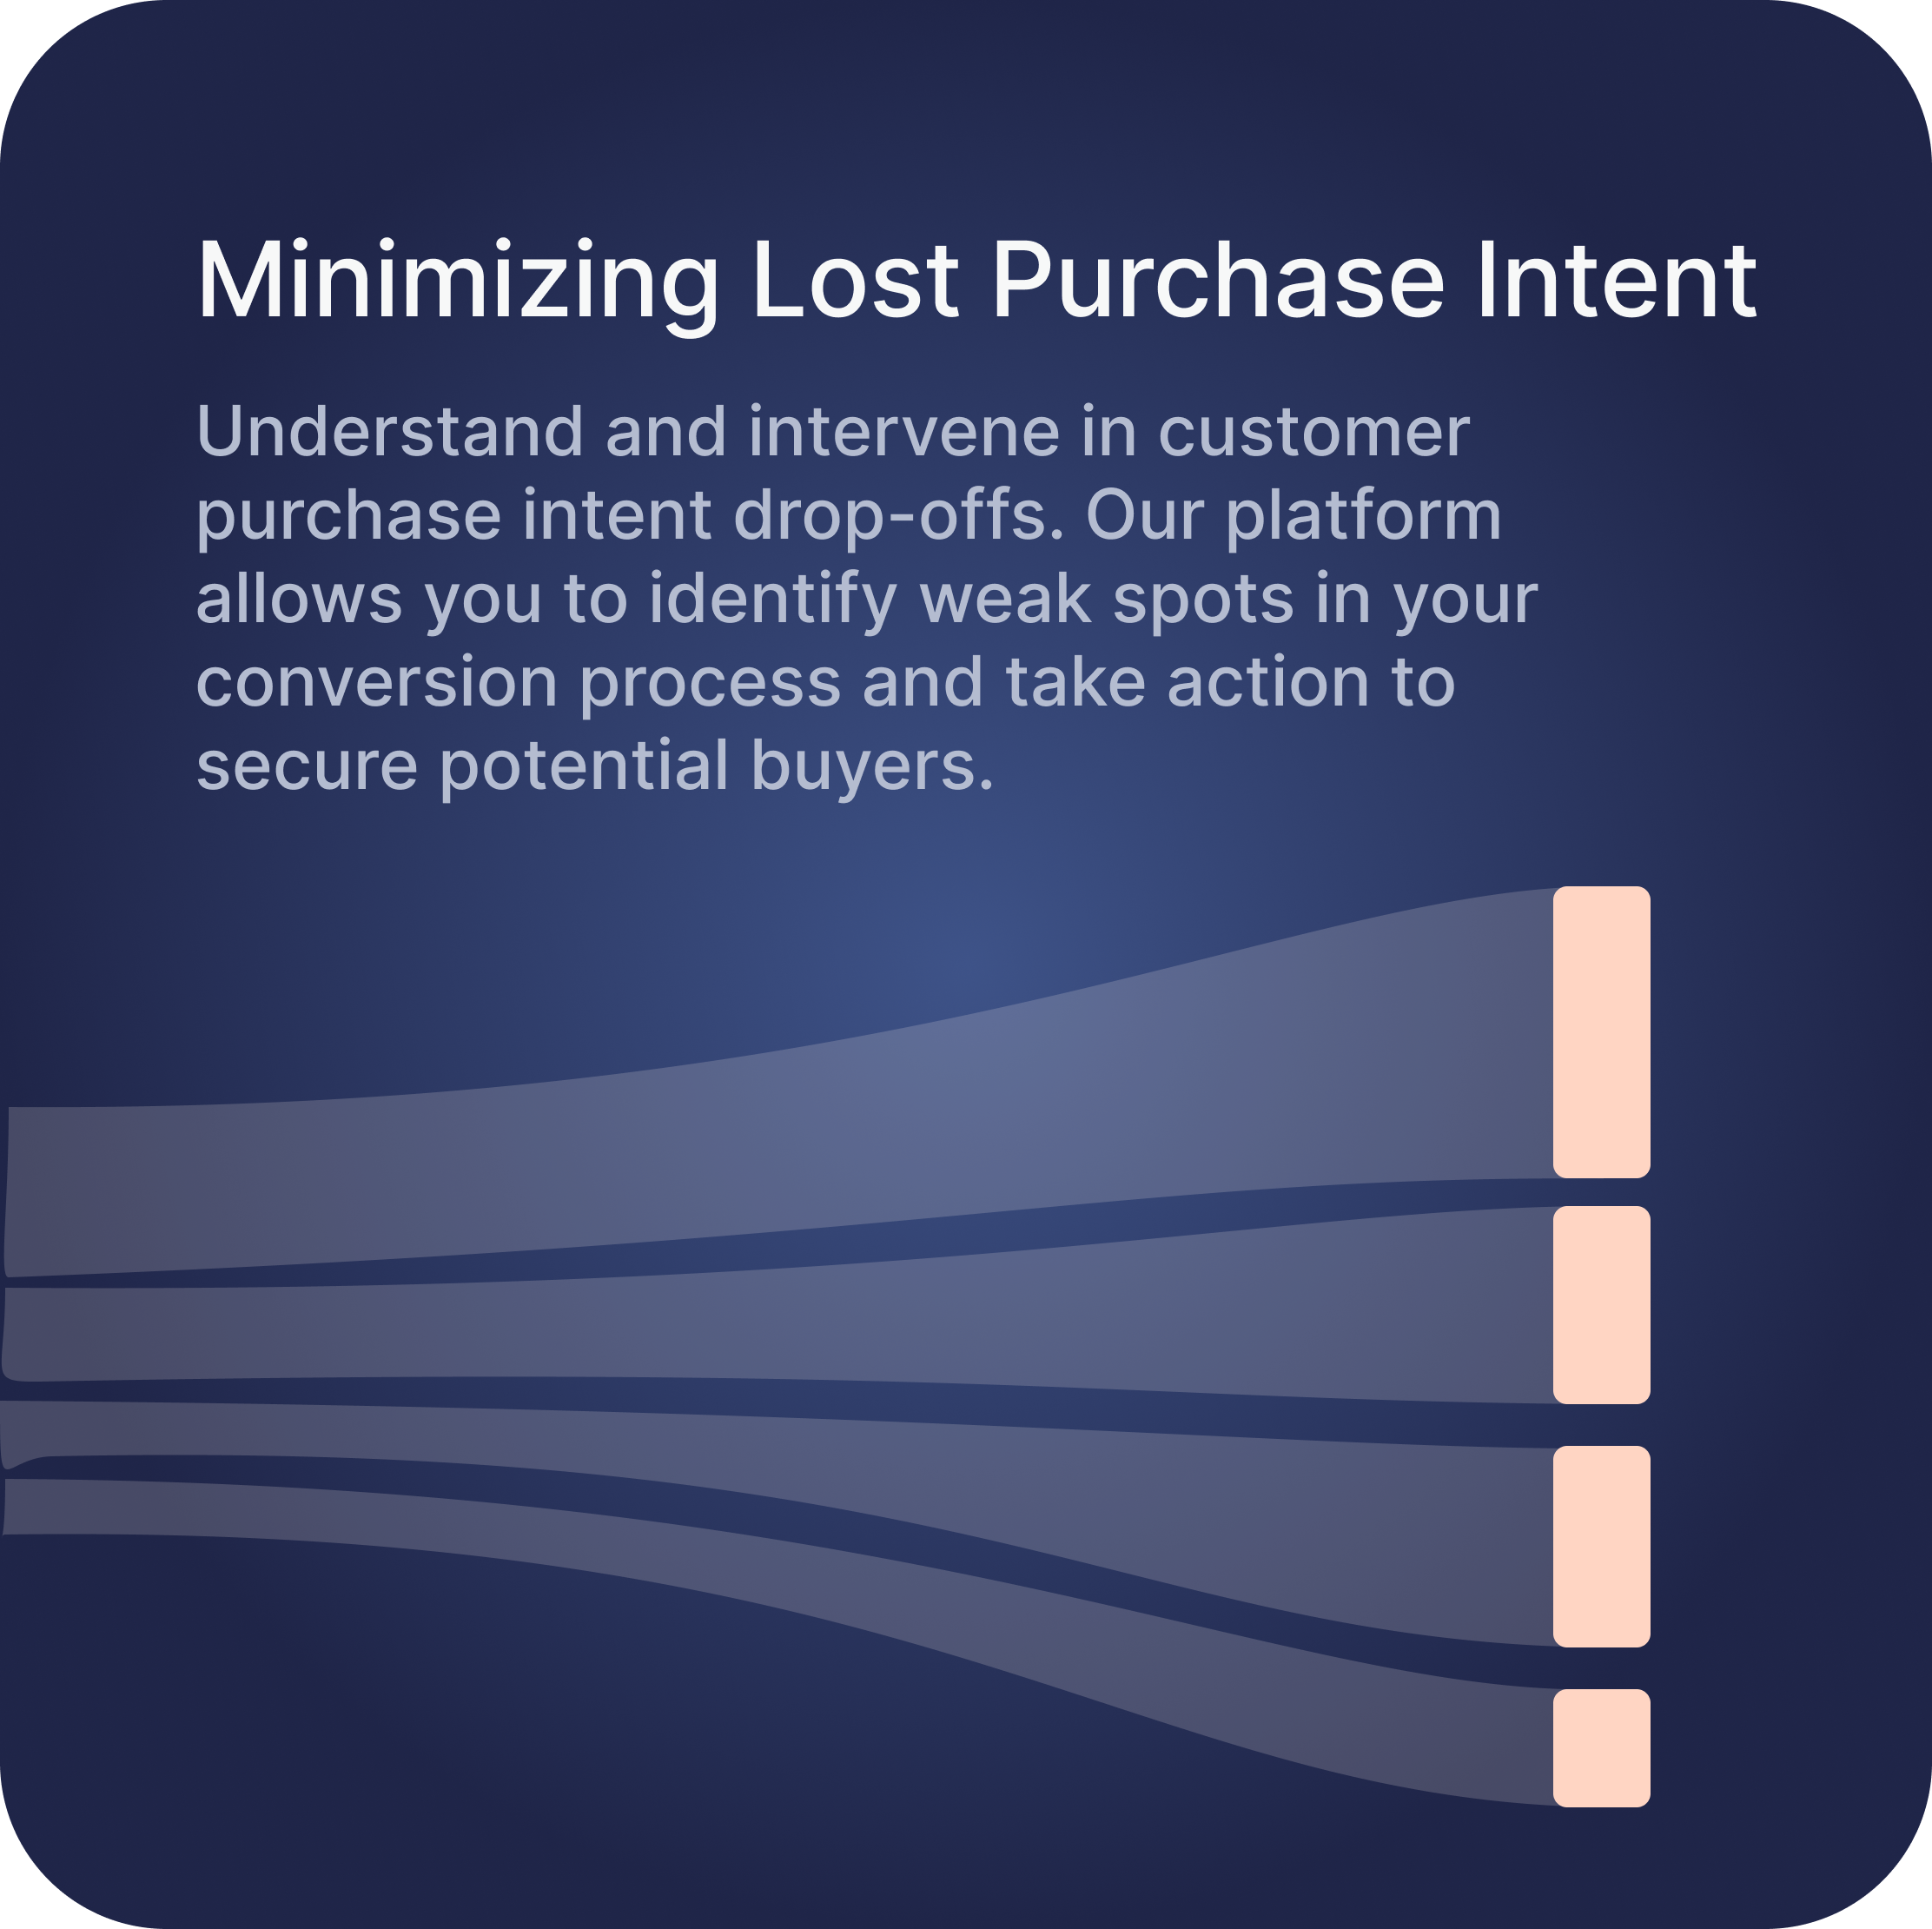 Minimizing Lost Purchase Intent
Understand and intervene in customer
purchase intent drop-offs. Our platform
allows you to identify weak spots in your
conversion process and take action to
secure potential buyers.